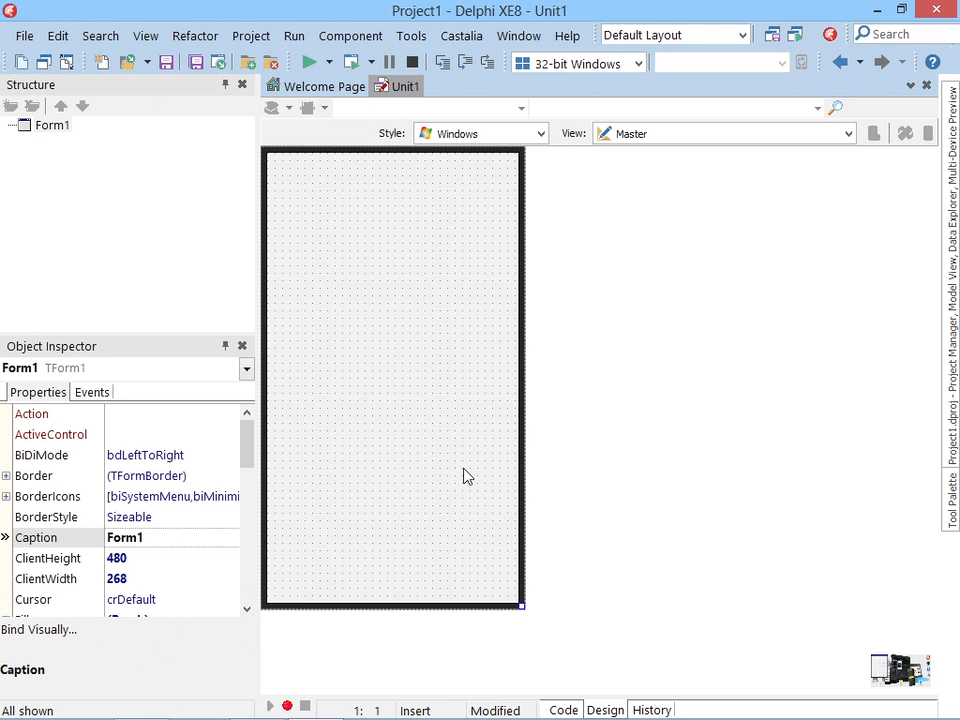 Project1 - Delphi XE8 - Unit1
File Edit Search View Refactor Project Run Component Tools Castalia Window Help Default Layout Search
32-bit Windows
Structure
Welcome Page Unit1
Form1
Style: Windows View: Master
Object Inspector
Form1 TForm1
Properties Events
Action
ActiveControl
BiDiMode bdLeftToRight
Border (TFormBorder)
BorderIcons [biSystemMenu,biMinimi
BorderStyle Sizeable
Caption Form1
ClientHeight 480
ClientWidth 268
Cursor crDefault
Bind Visually...
Caption
All shown
1: 1 Insert Modified Code Design History
Project1.dproj - Project Manager, Model View, Data Explorer, Multi-Device Preview
Tool Palette